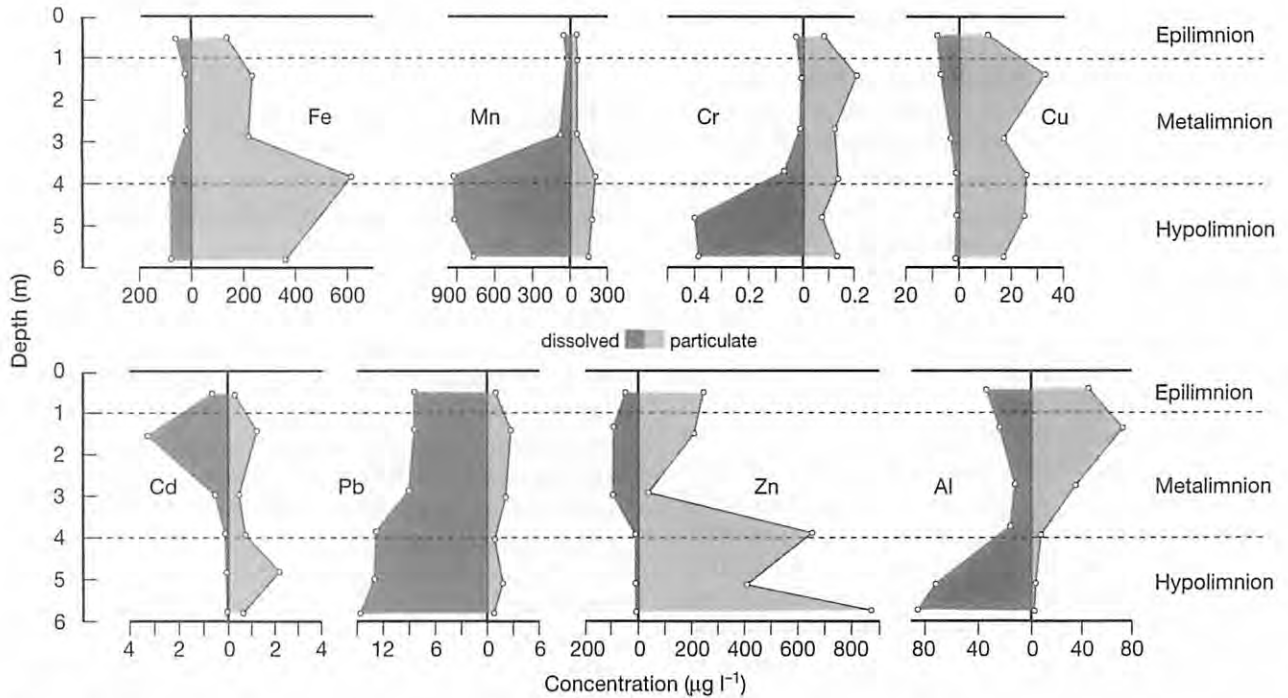 0
1
2
3
4
5
6
Fe
Mn
Cr
Cu
Epilimnion
Metalimnion
Hypolimnion
200 0 200 400 600
900 600 300 0 300
0.4 0.2 0 0.2
20 0 20 40
Depth (m)
dissolved particulate
0
1
2
3
4
5
6
Cd
Pb
Zn
Al
Epilimnion
Metalimnion
Hypolimnion
4 2 0 2 4
12 6 0 6
200 0 200 400 600 800
80 40 0 40 80
Concentration (μg l⁻¹)